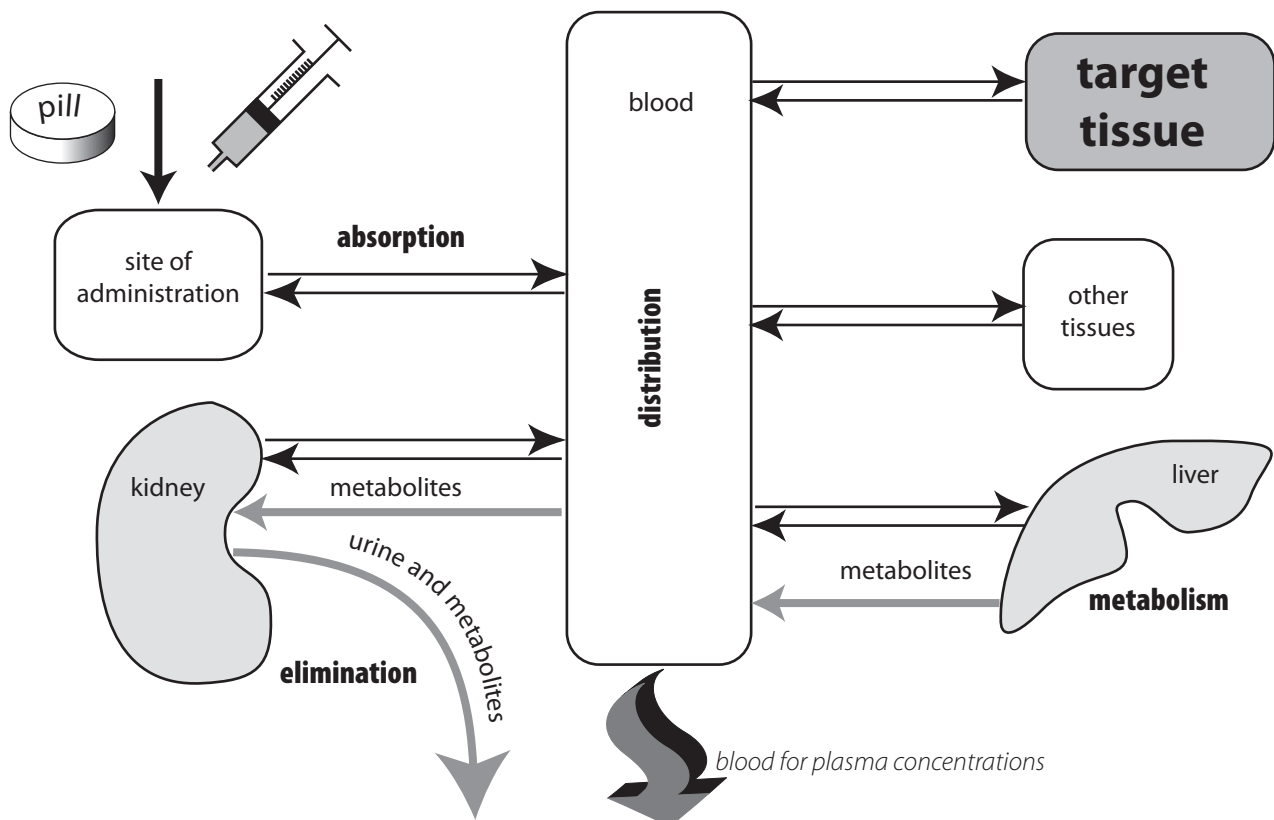 pill
site of
administration
absorption
blood
distribution
target
tissue
other
tissues
kidney
metabolites
urine and metabolites
elimination
liver
metabolites
metabolism
blood for plasma concentrations